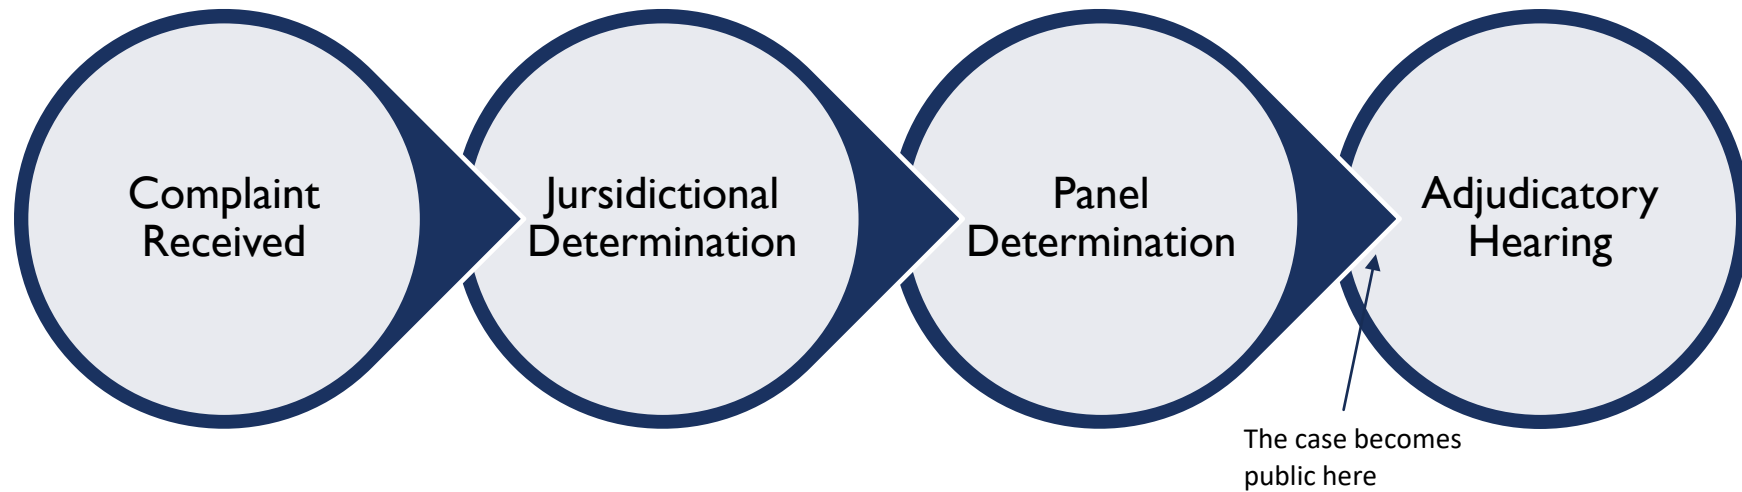 Complaint
Received
Jursidictional
Determination
Panel
Determination
Adjudicatory
Hearing
The case becomes
public here